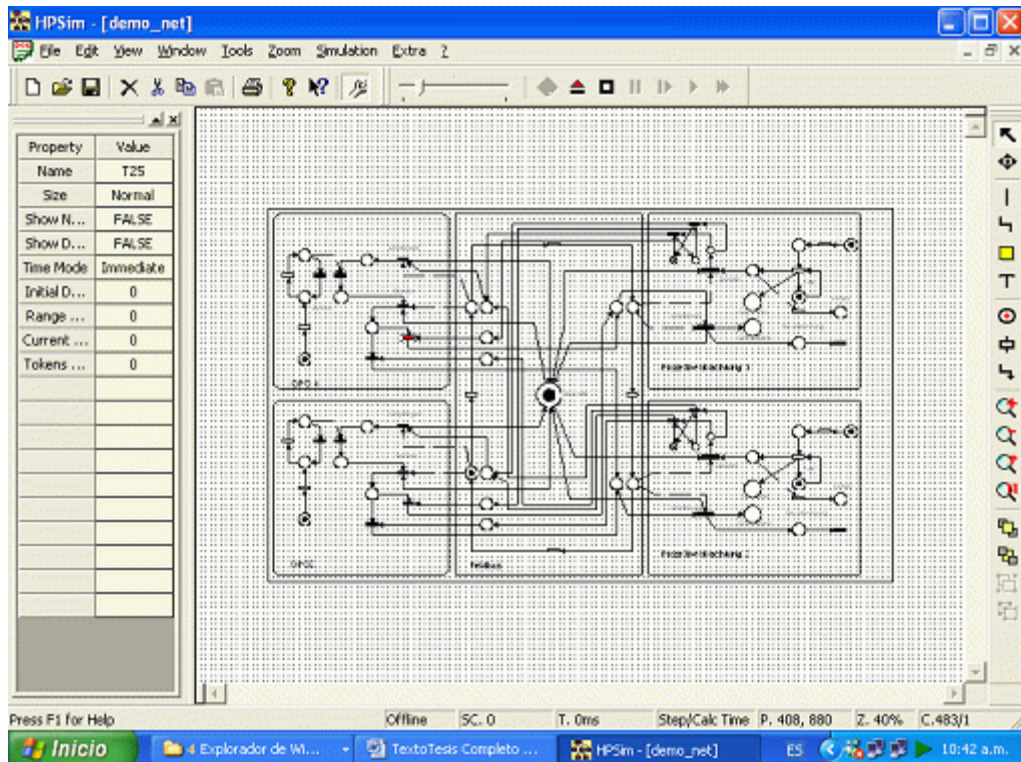 HPSim - [demo_net]
File Edit View Window Tools Zoom Simulation Extra ?
Property Value
Name T25
Size Normal
Show N... FALSE
Show D... FALSE
Time Mode Immediate
Initial D... 0
Range ... 0
Current ... 0
Tokens ... 0
Feldbus
Press F1 for Help Offline SC. 0 T. 0ms Step/Calc Time P. 408, 880 Z. 40% C.483/1
Inicio 4 Explorador de Wi... TextoTesis Completo ... HPSim - [demo_net] ES 10:42 a.m.